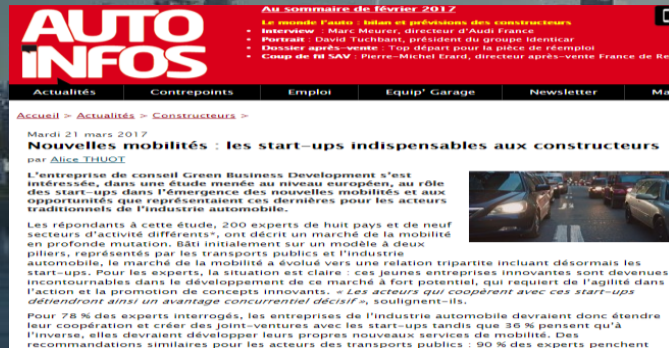 AUTO
iNFOS
Au sommaire de février 2017
Le monde l'auto : bilan et prévisions des constructeurs
• Interview : Marc Meurer, directeur d'Audi France
• Portrait : David Tuchbant, président du groupe Identicar
• Dossier après-vente : Top départ pour la pièce de réemploi
• Coup de fil SAV : Pierre-Michel Erard, directeur après-vente France de Re
Actualités Contrepoints Emploi Equip' Garage Newsletter Ma
Accueil > Actualités > Constructeurs >
Mardi 21 mars 2017
Nouvelles mobilités : les start-ups indispensables aux constructeurs
par Alice THUOT
L'entreprise de conseil Green Business Development s'est
intéressée, dans une étude menée au niveau européen, au rôle
des start-ups dans l'émergence des nouvelles mobilités et aux
opportunités que représentaient ces dernières pour les acteurs
traditionnels de l'industrie automobile.
Les répondants à cette étude, 200 experts de huit pays et de neuf
secteurs d'activité différents*, ont décrit un marché de la mobilité
en profonde mutation. Bâti initialement sur un modèle à deux
piliers, représentés par les transports publics et l'industrie
automobile, le marché de la mobilité a évolué vers une relation tripartite incluant désormais les
start-ups. Pour les experts, la situation est claire : ces jeunes entreprises innovantes sont devenues
incontournables dans le développement de ce marché à fort potentiel, qui requiert de l'agilité dans
l'action et la promotion de concepts innovants. « Les acteurs qui coopèrent avec ces start-ups
détiendront ainsi un avantage concurrentiel décisif », soulignent-ils.
Pour 78 % des experts interrogés, les entreprises de l'industrie automobile devraient donc étendre
leur coopération et créer des joint-ventures avec les start-ups tandis que 36 % pensent qu'à
l'inverse, elles devraient développer leurs propres nouveaux services de mobilité. Des
recommandations similaires pour les acteurs des transports publics : 90 % des experts penchent